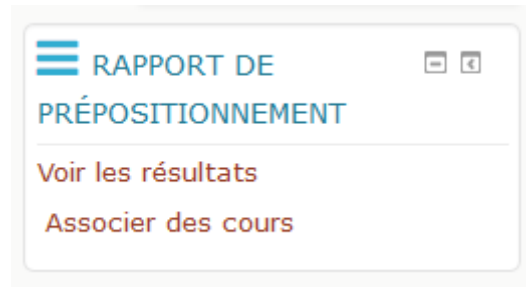 RAPPORT DE
PRÉPOSITIONNEMENT
Voir les résultats
Associer des cours